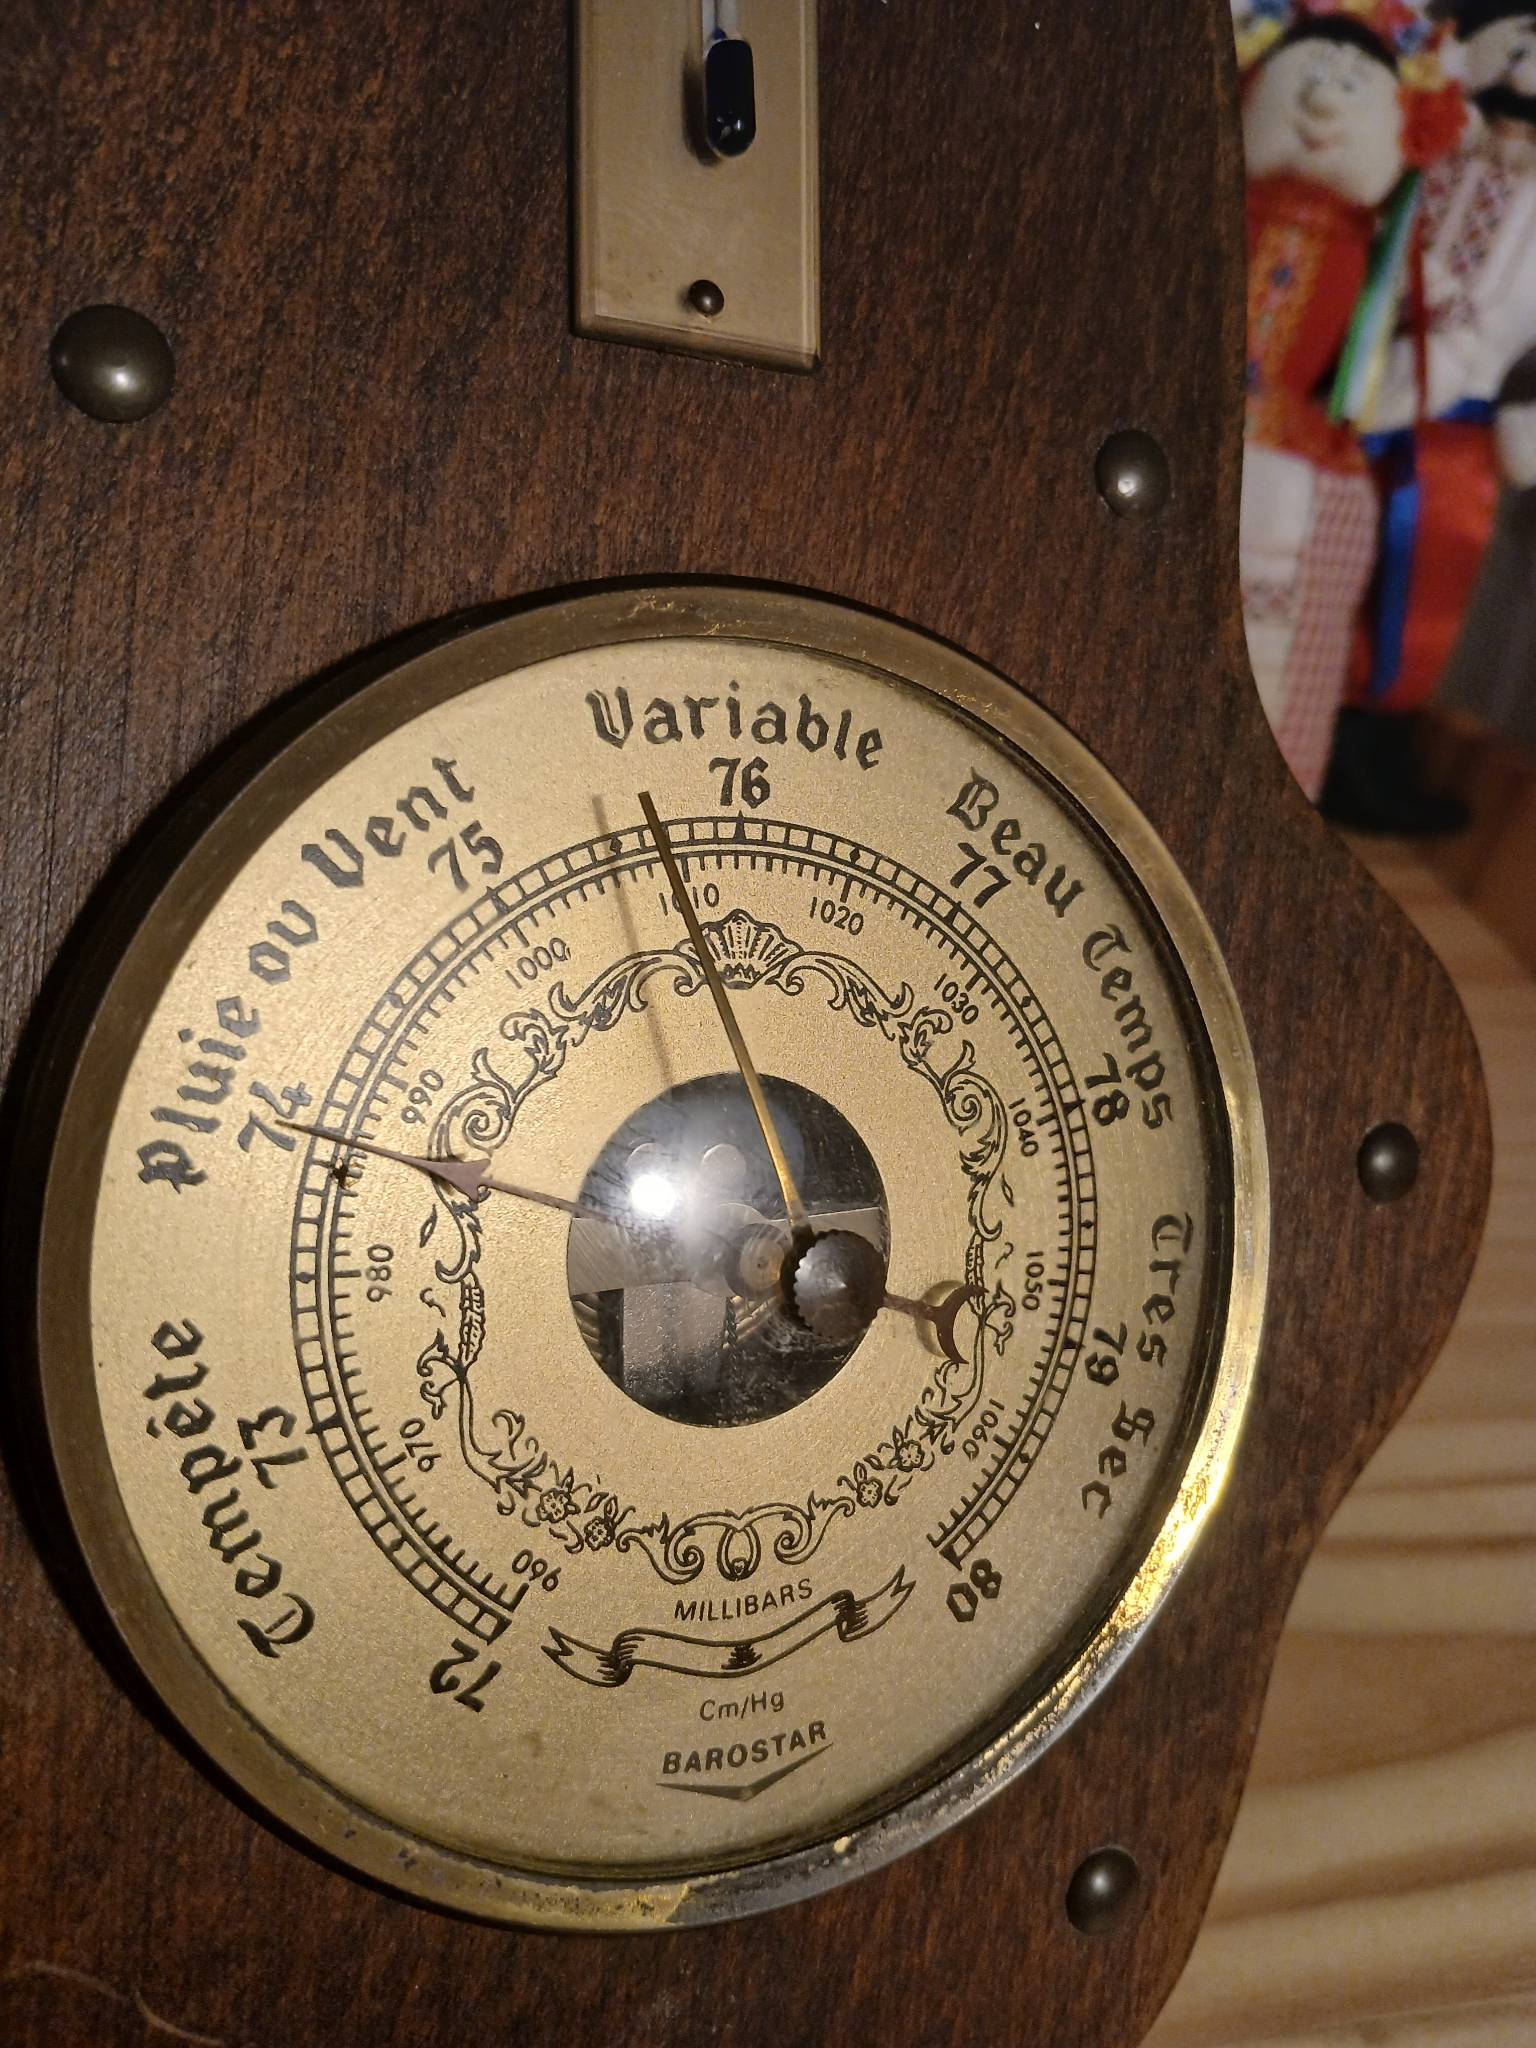 Tempête
Pluie ou Vent
Variable
Beau Temps
Tres Sec
72
73
74
75
76
77
78
79
80
960
970
980
990
1000
1010
1020
1030
1040
1050
1060
MILLIBARS
Cm/Hg
BAROSTAR